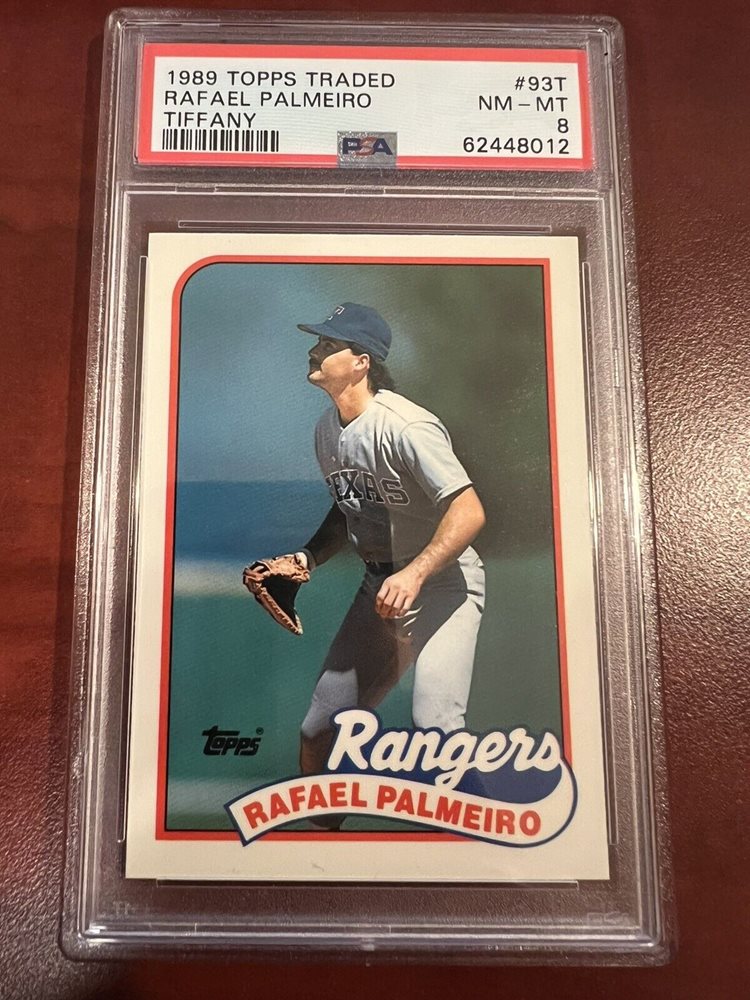 1989 TOPPS TRADED #93T
RAFAEL PALMEIRO NM-MT
TIFFANY 8
PSA 62448012
TEXAS
Topps®
Rangers
RAFAEL PALMEIRO